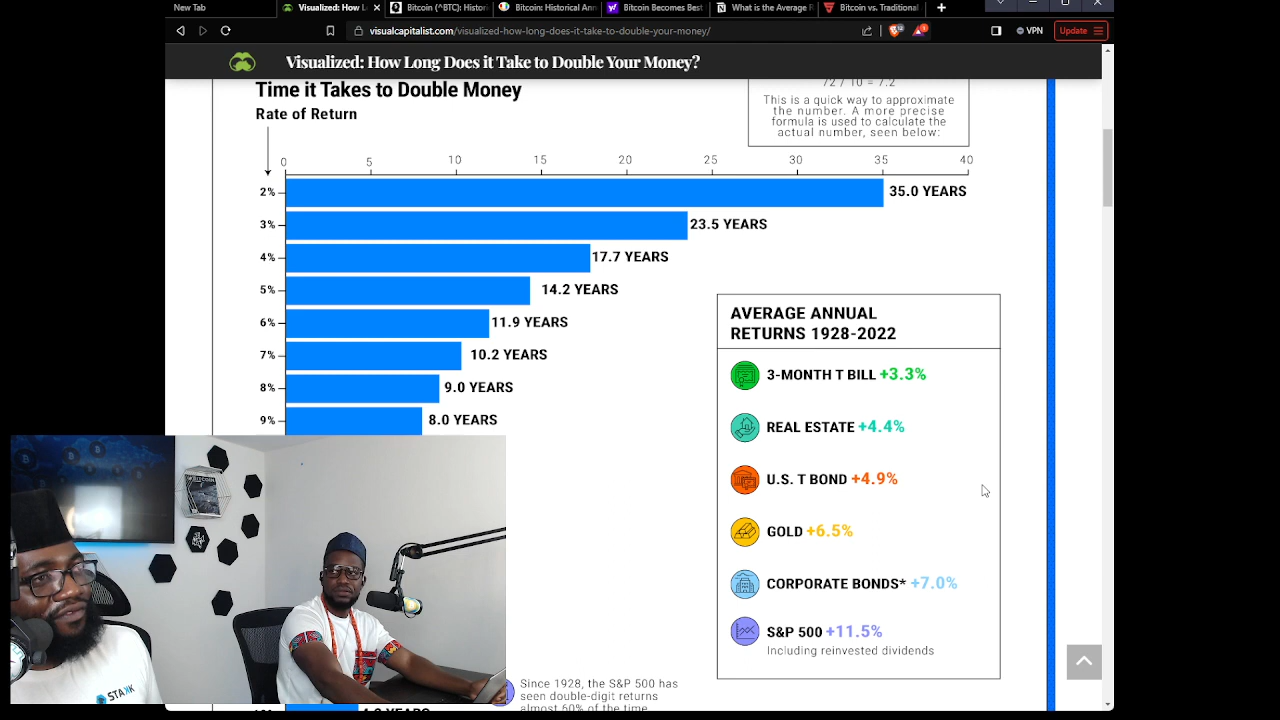 New Tab
Visualized: How L
Bitcoin (^BTC): Histori
Bitcoin: Historical Ann
Bitcoin Becomes Best
What is the Average R
Bitcoin vs. Traditional
visualcapitalist.com/visualized-how-long-does-it-take-to-double-your-money/
VPN
Update
Visualized: How Long Does it Take to Double Your Money?
Time it Takes to Double Money
Rate of Return
72 / 10 = 7.2
This is a quick way to approximate
the number. A more precise
formula is used to calculate the
actual number, seen below:
0 5 10 15 20 25 30 35 40
2% 35.0 YEARS
3% 23.5 YEARS
4% 17.7 YEARS
5% 14.2 YEARS
6% 11.9 YEARS
7% 10.2 YEARS
8% 9.0 YEARS
9% 8.0 YEARS
AVERAGE ANNUAL
RETURNS 1928-2022
3-MONTH T BILL +3.3%
REAL ESTATE +4.4%
U.S. T BOND +4.9%
GOLD +6.5%
CORPORATE BONDS* +7.0%
S&P 500 +11.5%
Including reinvested dividends
Since 1928, the S&P 500 has
seen double-digit returns
almost 60% of the time
STAKK